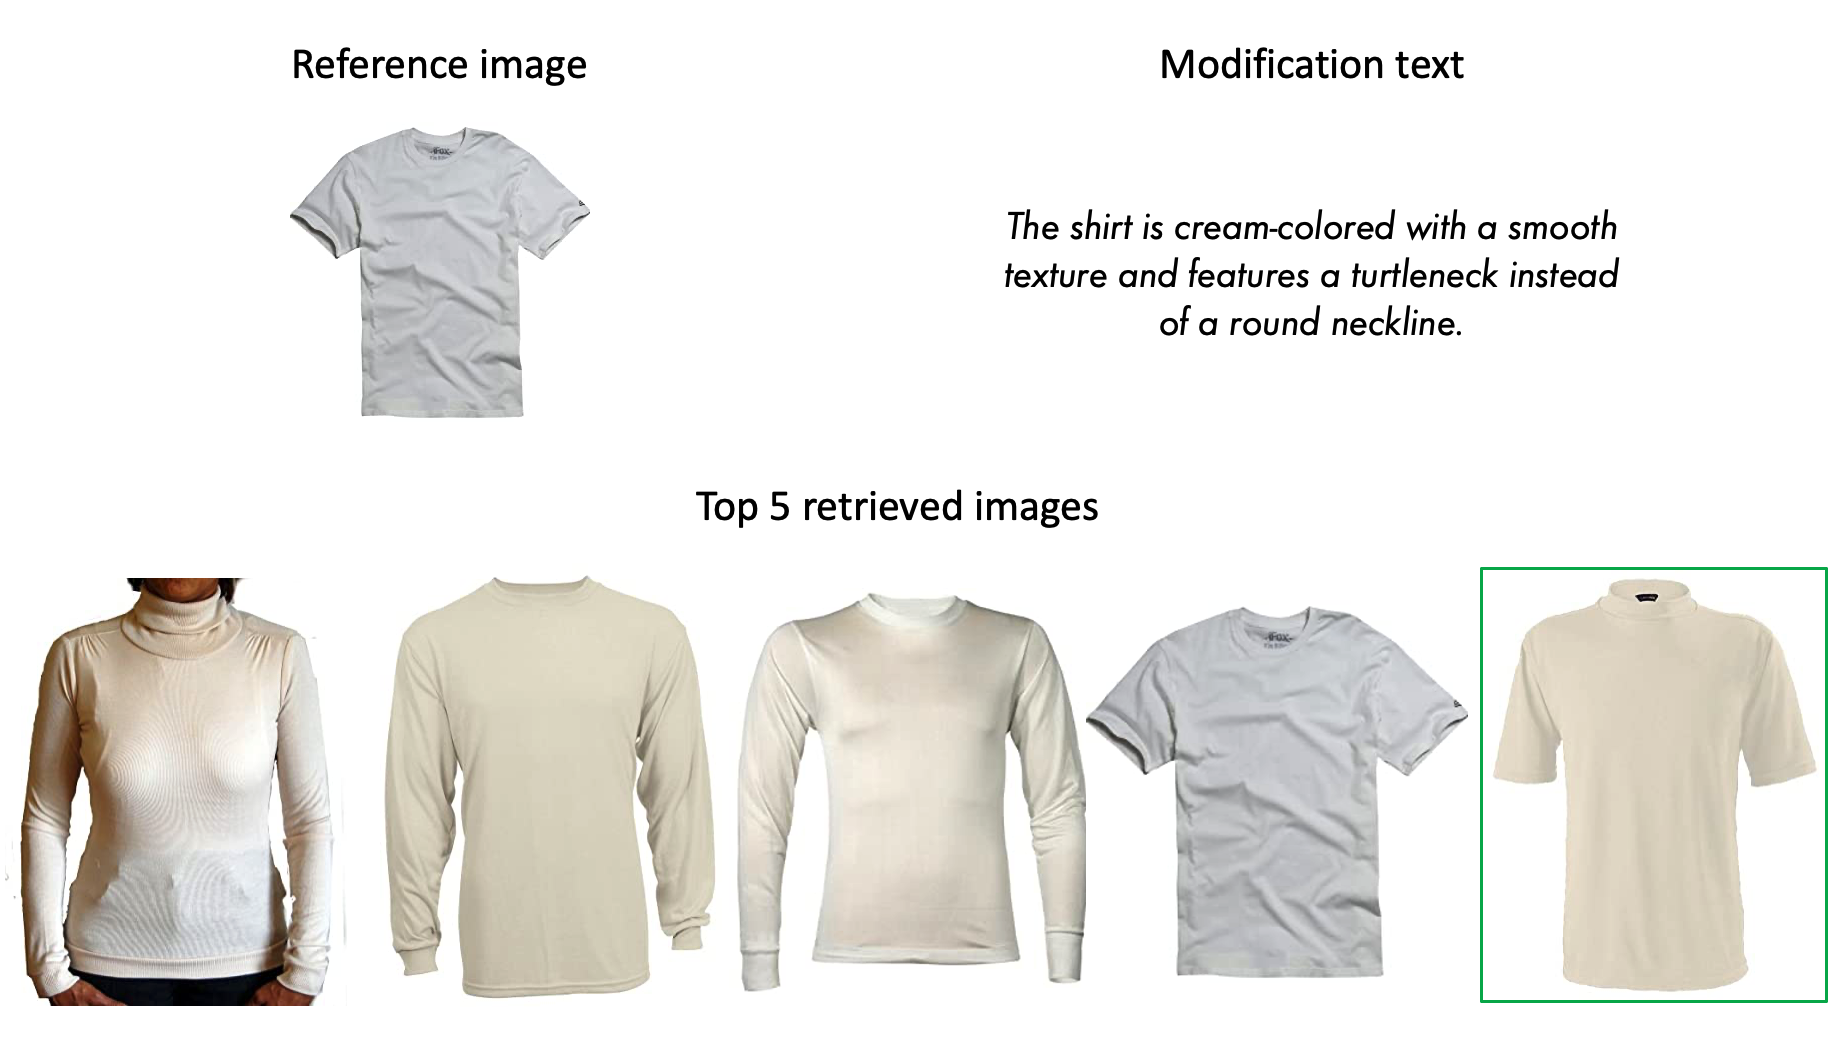 Reference image
Modification text
The shirt is cream-colored with a smooth
texture and features a turtleneck instead
of a round neckline.
Top 5 retrieved images